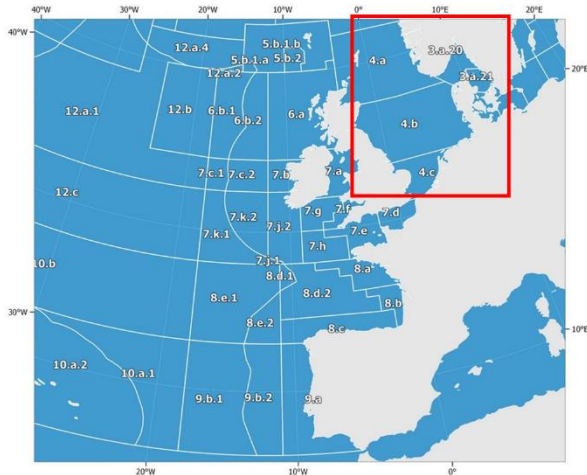 40°W 30°W 20°W 10°W 0° 10°E 20°E
40°W
12.a.4 5.b.1.b 4.a 3.a.20
5.b.1.a 5.b.2
20°E
12.a.2 3.a.21
12.a.1 12.b 6.b.1 6.a 4.b
6.b.2
7.c.1 7.c.2 7.b 7.a 4.c
12.c
7.g 7.f 7.d
7.k.2 7.j.2
7.k.1 7.e
7.h
10.b 7.j.1 8.a
8.d.1
8.e.1 8.d.2
8.b
30°W
8.e.2 8.c
10°E
10.a.2 10.a.1
9.b.1 9.b.2 9.a
20°W 10°W 0°